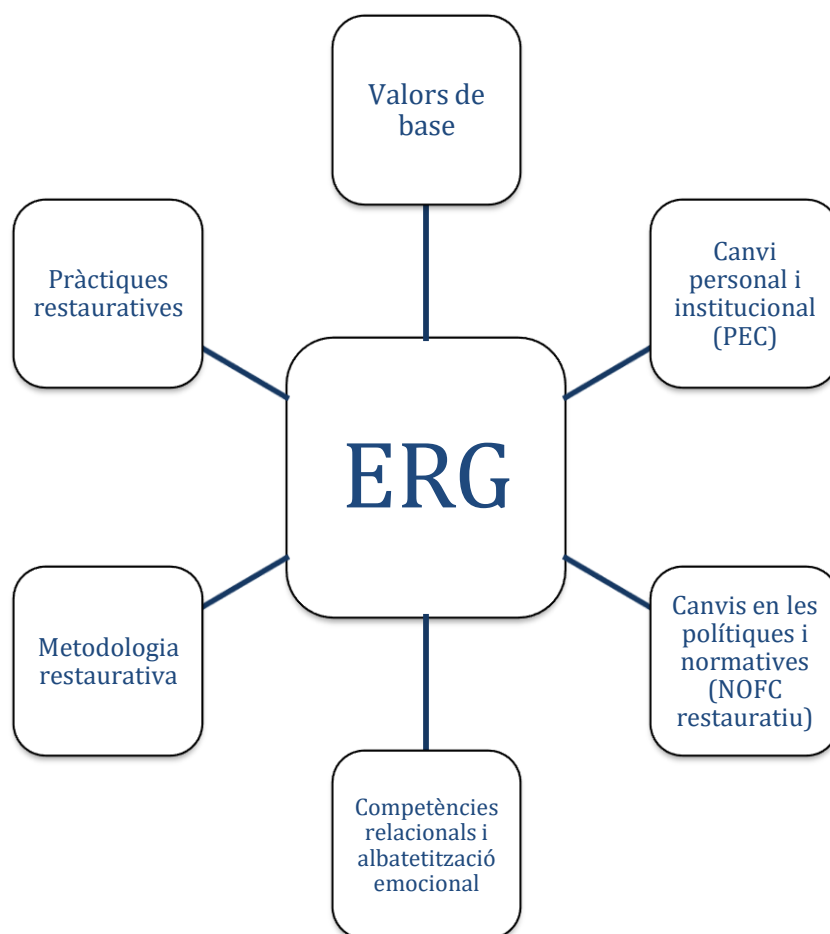 Valors de
base
Pràctiques
restauratives
Canvi
personal i
institucional
(PEC)
ERG
Metodologia
restaurativa
Canvis en les
polítiques i
normatives
(NOFC
restauratiu)
Competències
relacionals i
albatetització
emocional